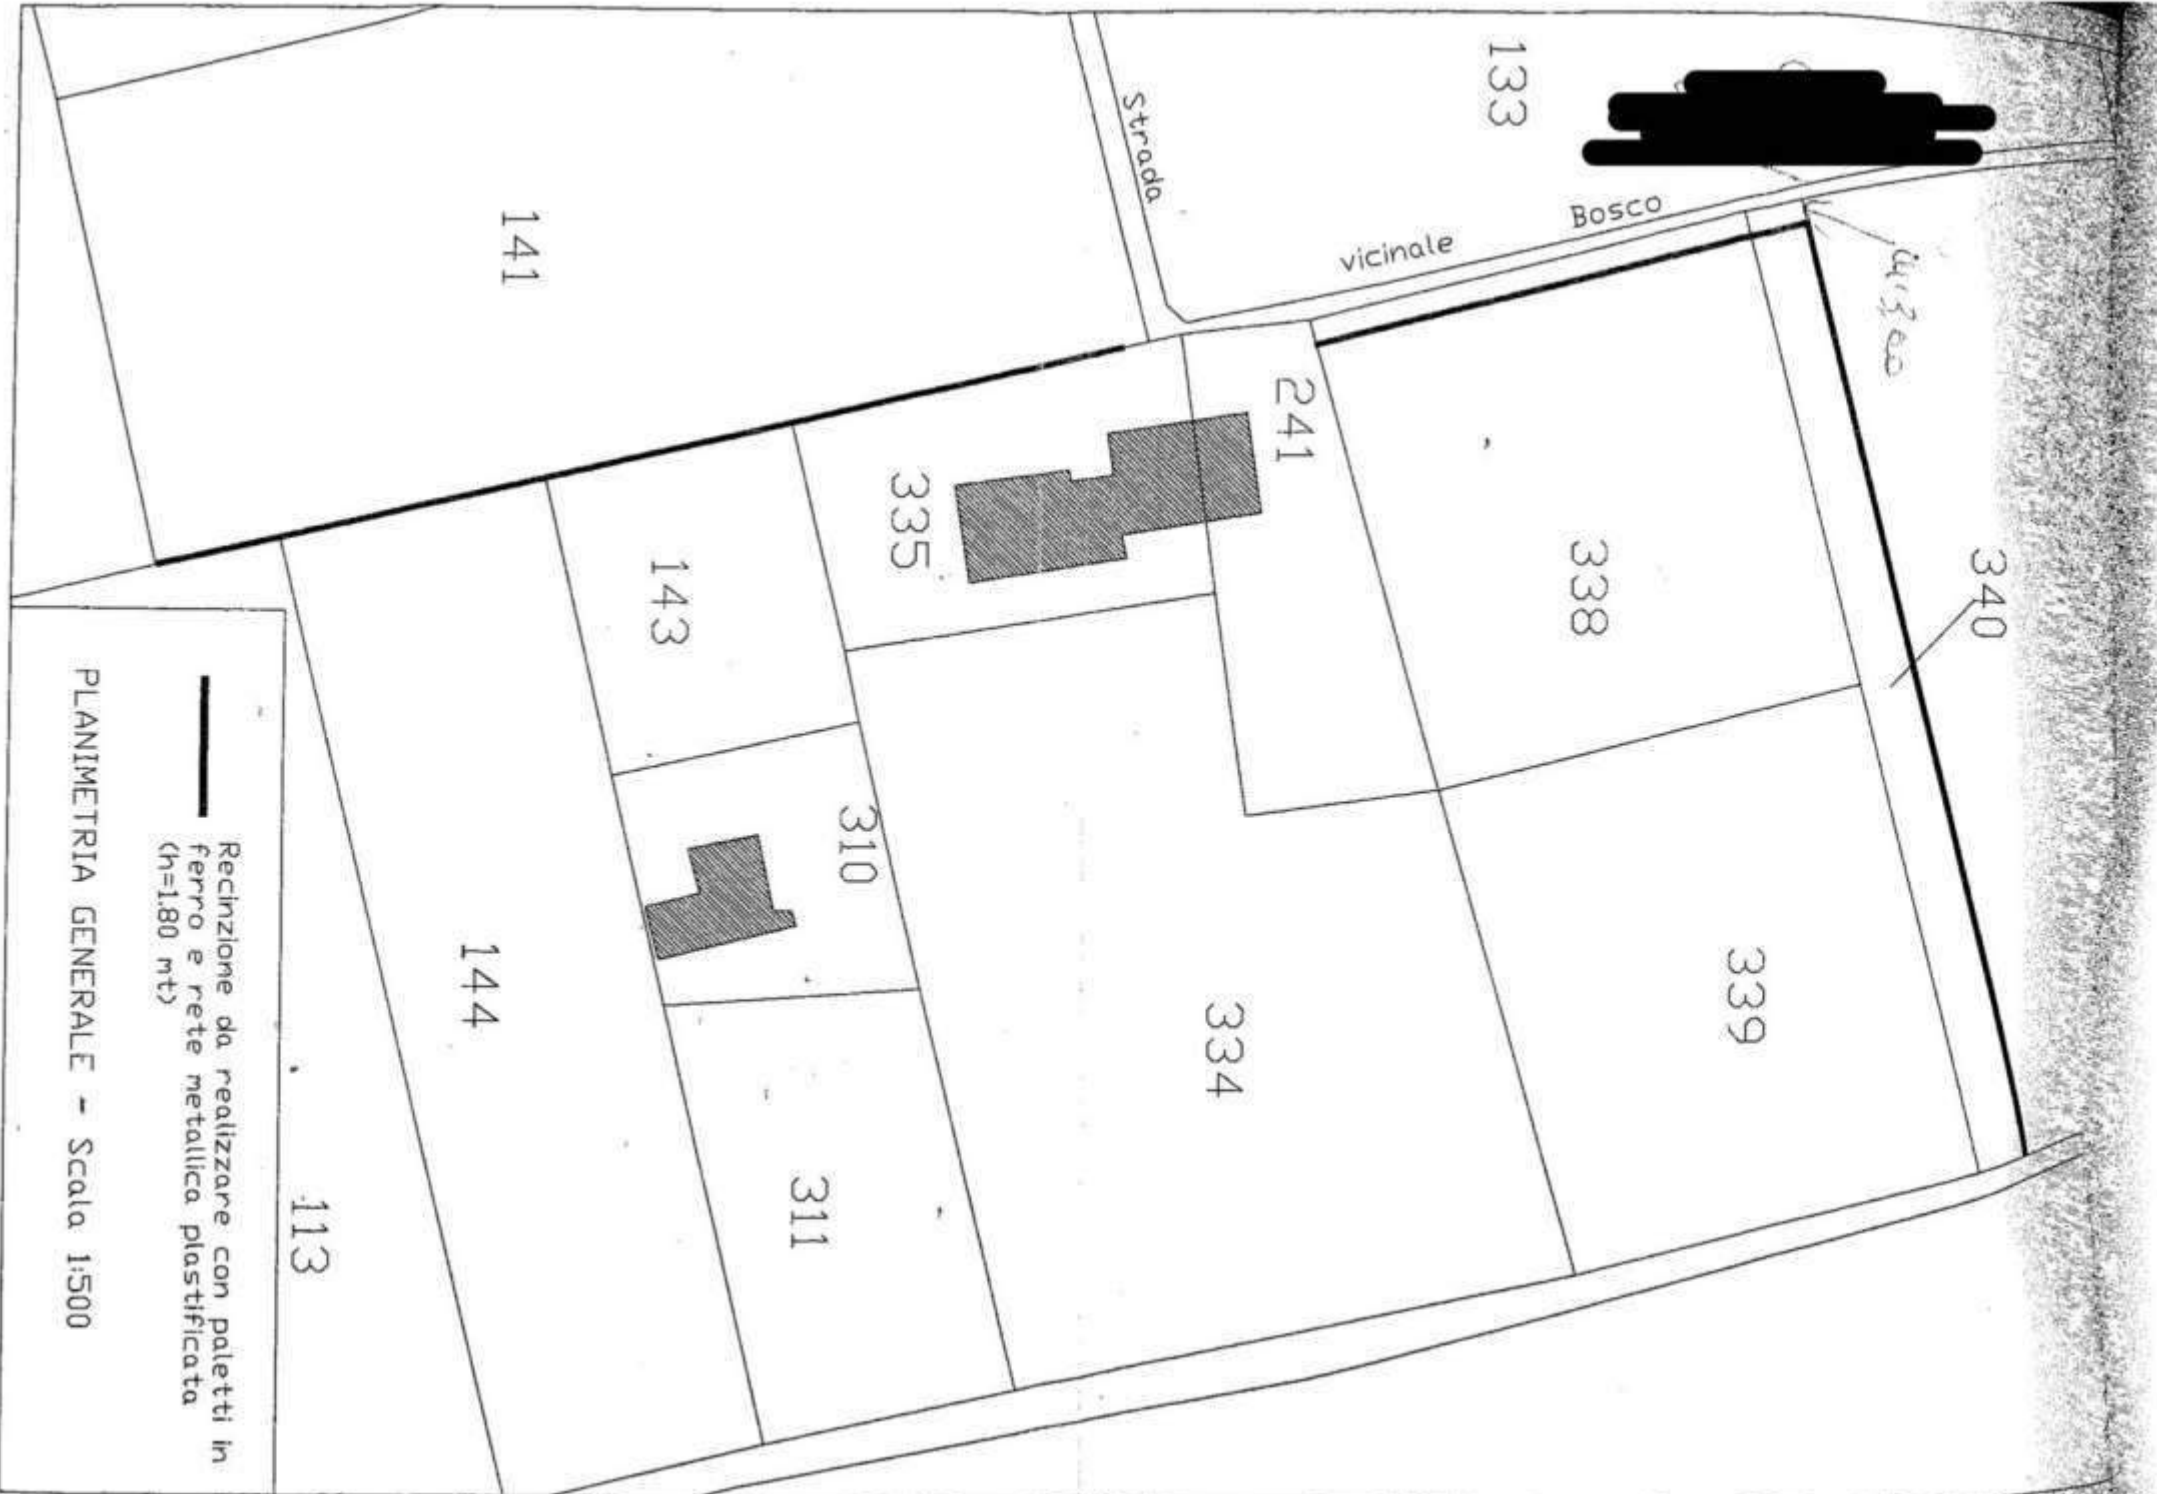 133
Strada
vicinale
Bosco
141
241
335
338
340
143
310
339
334
144
311
113
Recinzione da realizzare con paletti in
ferro e rete metallica plastificata
(h=1.80 mt)
PLANIMETRIA GENERALE - Scala 1:500